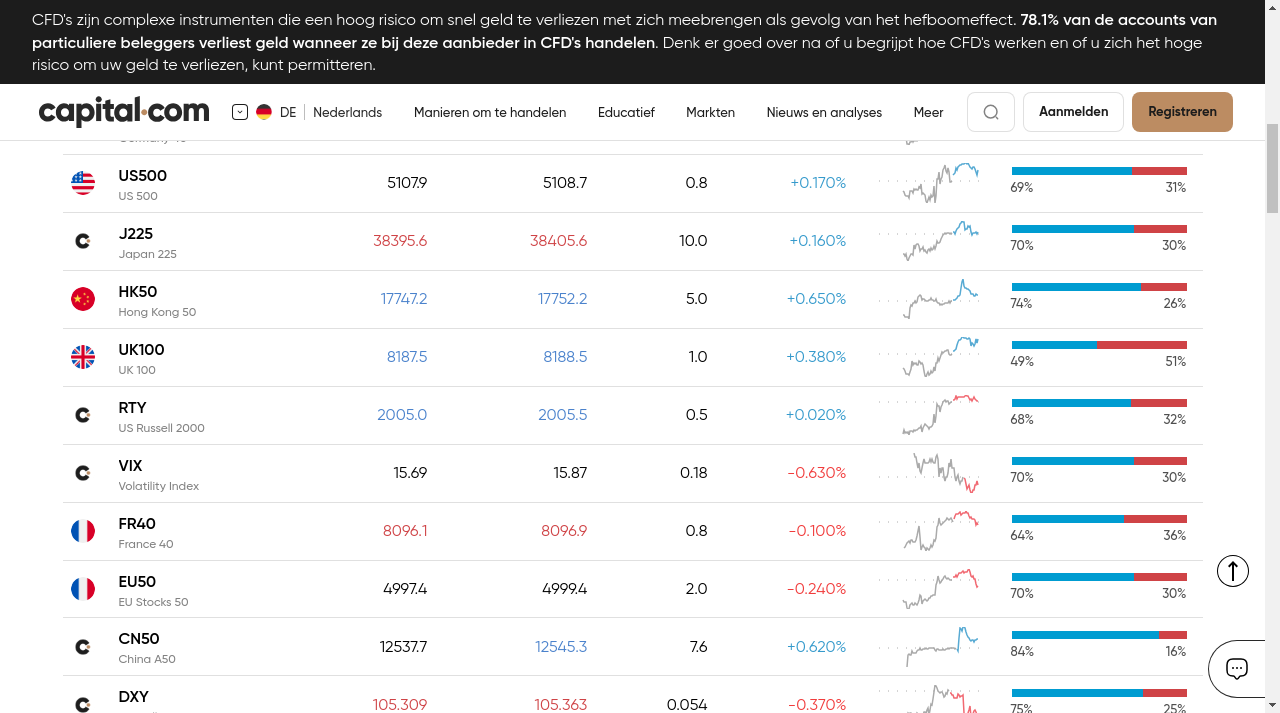 CFD's zijn complexe instrumenten die een hoog risico om snel geld te verliezen met zich meebrengen als gevolg van het hefboomeffect. 78.1% van de accounts van
particuliere beleggers verliest geld wanneer ze bij deze aanbieder in CFD's handelen. Denk er goed over na of u begrijpt hoe CFD's werken en of u zich het hoge
risico om uw geld te verliezen, kunt permitteren.
capital.com DE Nederlands Manieren om te handelen Educatief Markten Nieuws en analyses Meer Aanmelden Registreren
US500 5107.9 5108.7 0.8 +0.170%
US 500 69% 31%
J225 38395.6 38405.6 10.0 +0.160%
Japan 225 70% 30%
HK50 17747.2 17752.2 5.0 +0.650%
Hong Kong 50 74% 26%
UK100 8187.5 8188.5 1.0 +0.380%
UK 100 49% 51%
RTY 2005.0 2005.5 0.5 +0.020%
US Russell 2000 68% 32%
VIX 15.69 15.87 0.18 -0.630%
Volatility Index 70% 30%
FR40 8096.1 8096.9 0.8 -0.100%
France 40 64% 36%
EU50 4997.4 4999.4 2.0 -0.240%
EU Stocks 50 70% 30%
CN50 12537.7 12545.3 7.6 +0.620%
China A50 84% 16%
DXY 105.309 105.363 0.054 -0.370%
75% 25%